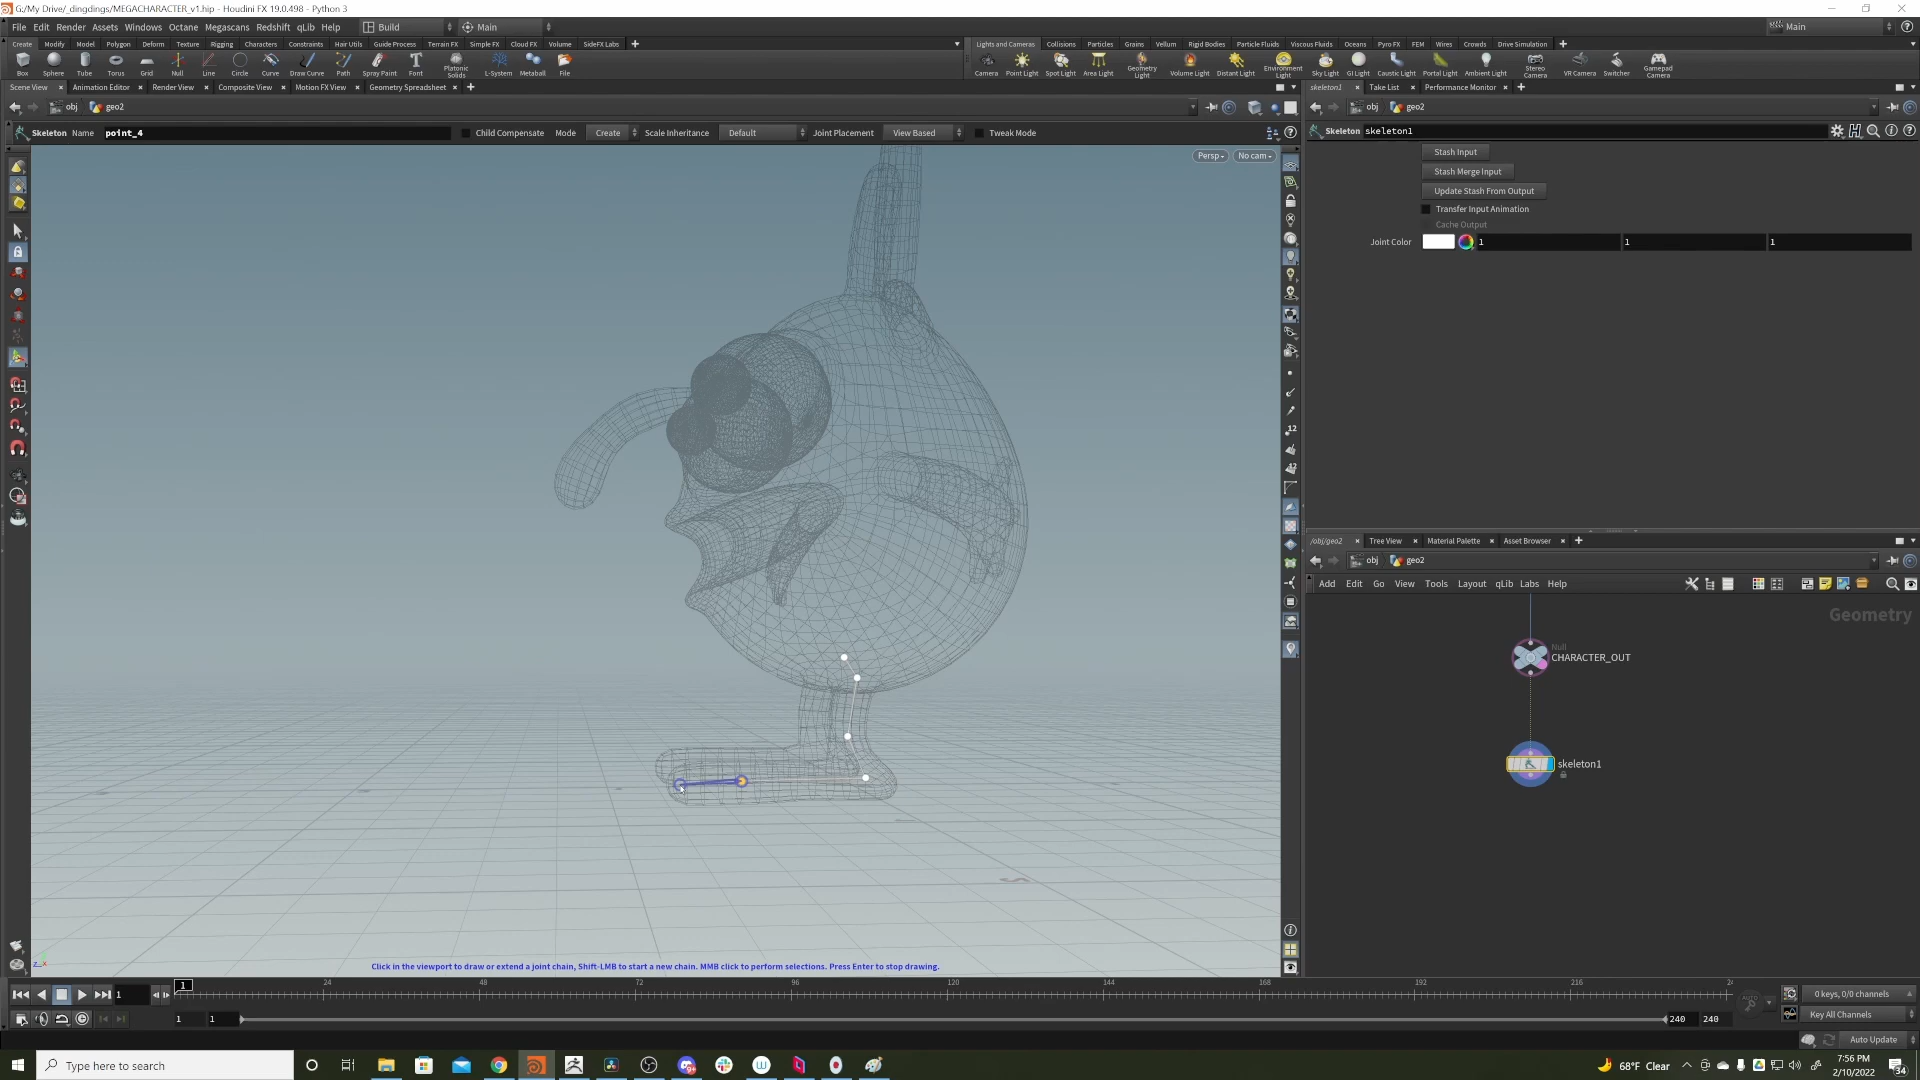 G:/My Drive/_dingdings/MEGACHARACTER_v1.hip - Houdini FX 19.0.498 - Python 3
File Edit Render Assets Windows Octane Megascans Redshift qLib Help Build Main Main
Create Modify Model Polygon Deform Texture Rigging Characters Constraints Hair Utils Guide Process Terrain FX Simple FX Cloud FX Volume SideFX Labs
Box Sphere Tube Torus Grid Null Line Circle Curve Draw Curve Path Spray Paint Font Platonic Solids L-System Metaball File
Lights and Cameras Collisions Particles Grains Vellum Rigid Bodies Particle Fluids Viscous Fluids Oceans Pyro FX FEM Wires Crowds Drive Simulation
Camera Point Light Spot Light Area Light Geometry Light Volume Light Distant Light Environment Light Sky Light GI Light Caustic Light Portal Light Ambient Light Stereo Camera VR Camera Switcher Gamepad Camera
Scene View Animation Editor Render View Composite View Motion FX View Geometry Spreadsheet
obj geo2
Skeleton Name point_4 Child Compensate Mode Create Scale Inheritance Default Joint Placement View Based Tweak Mode
Persp No cam
Click in the viewport to draw or extend a joint chain, Shift-LMB to start a new chain. MMB click to perform selections. Press Enter to stop drawing.
skeleton1 Take List Performance Monitor
obj geo2
Skeleton skeleton1
Stash Input
Stash Merge Input
Update Stash From Output
Transfer Input Animation
Cache Output
Joint Color 1 1 1
/obj/geo2 Tree View Material Palette Asset Browser
obj geo2
Add Edit Go View Tools Layout qLib Labs Help
Geometry
Null
CHARACTER_OUT
skeleton1
1 1 24 48 72 96 120 144 168 192 216 24
0 keys, 0/0 channels
1 1 240 240
Key All Channels
Auto Update
Type here to search
68°F Clear
7:56 PM
2/10/2022
34